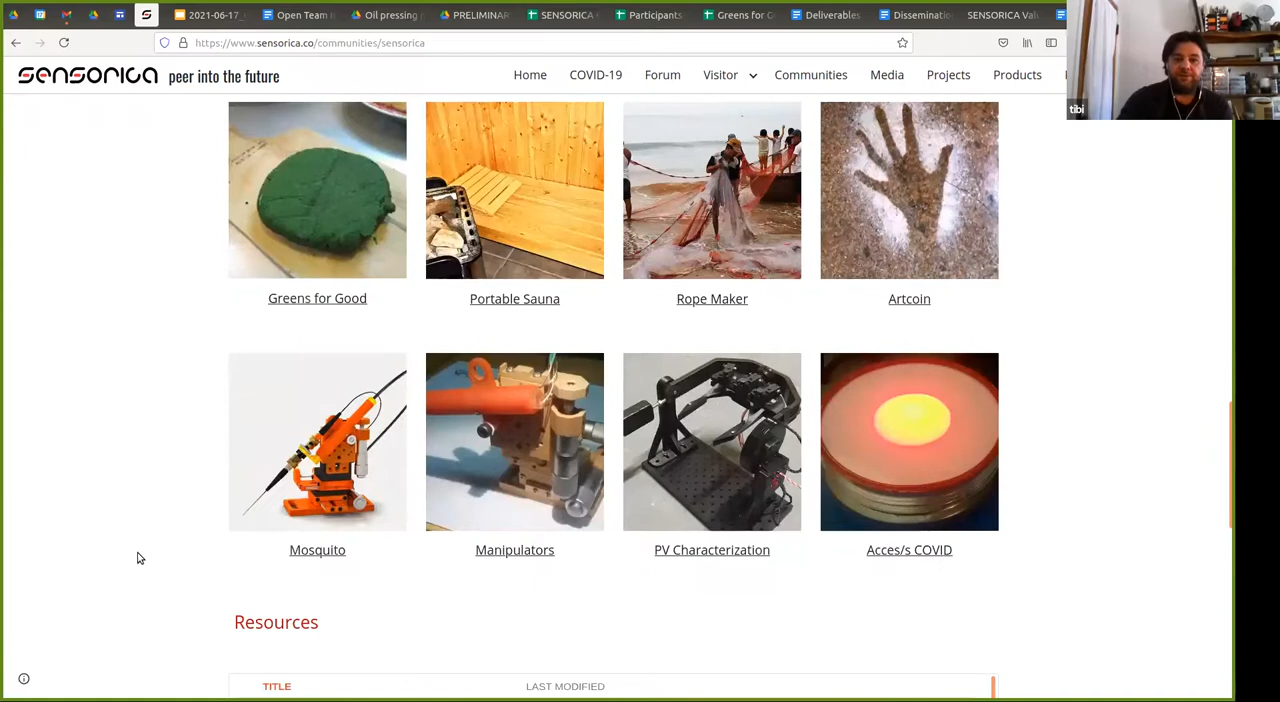 2021-06-17_
Open Team
Oil pressing
PRELIMINAR
SENSORICA
Participants
Greens for G
Deliverables
Disseminatio
SENSORICA Val
https://www.sensorica.co/communities/sensorica
sensorica peer into the future
Home COVID-19 Forum Visitor Communities Media Projects Products
tibi
Greens for Good Portable Sauna Rope Maker Artcoin
Mosquito Manipulators PV Characterization Acces/s COVID
Resources
TITLE LAST MODIFIED